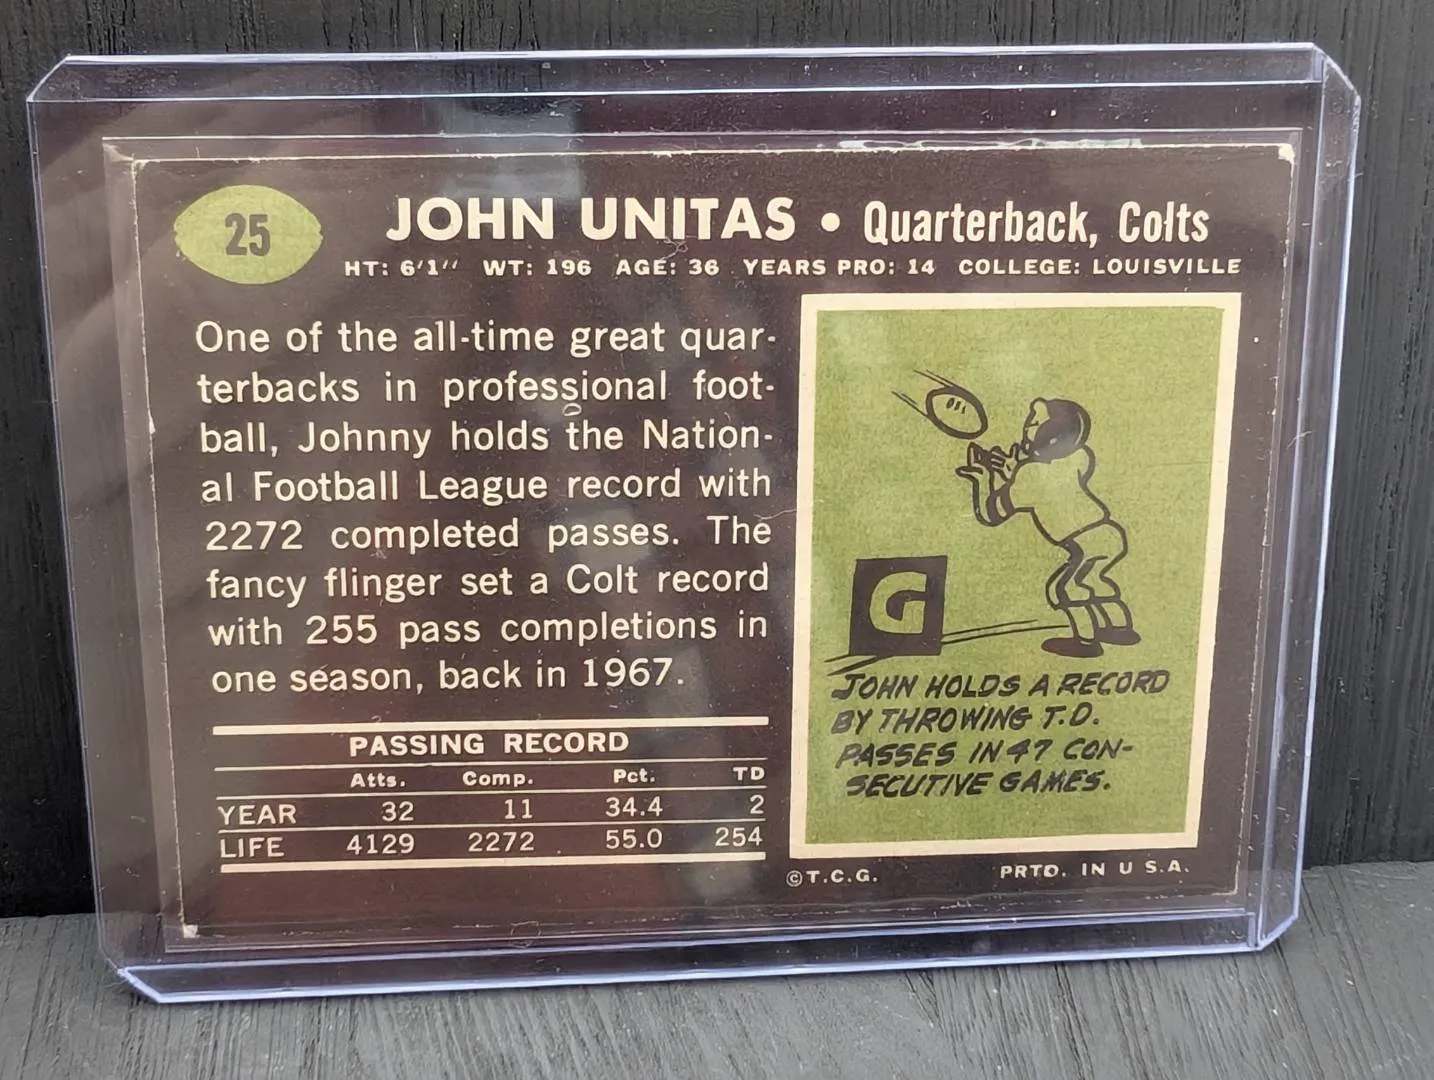 25
JOHN UNITAS • Quarterback, Colts
HT: 6'1'' WT: 196 AGE: 36 YEARS PRO: 14 COLLEGE: LOUISVILLE
One of the all-time great quar-
terbacks in professional foot-
ball, Johnny holds the Nation-
al Football League record with
2272 completed passes. The
fancy flinger set a Colt record
with 255 pass completions in
one season, back in 1967.
PASSING RECORD
Atts. Comp. Pct. TD
YEAR 32 11 34.4 2
LIFE 4129 2272 55.0 254
G
JOHN HOLDS A RECORD
BY THROWING T.D.
PASSES IN 47 CON-
SECUTIVE GAMES.
©T.C.G. PRTD. IN U S.A.